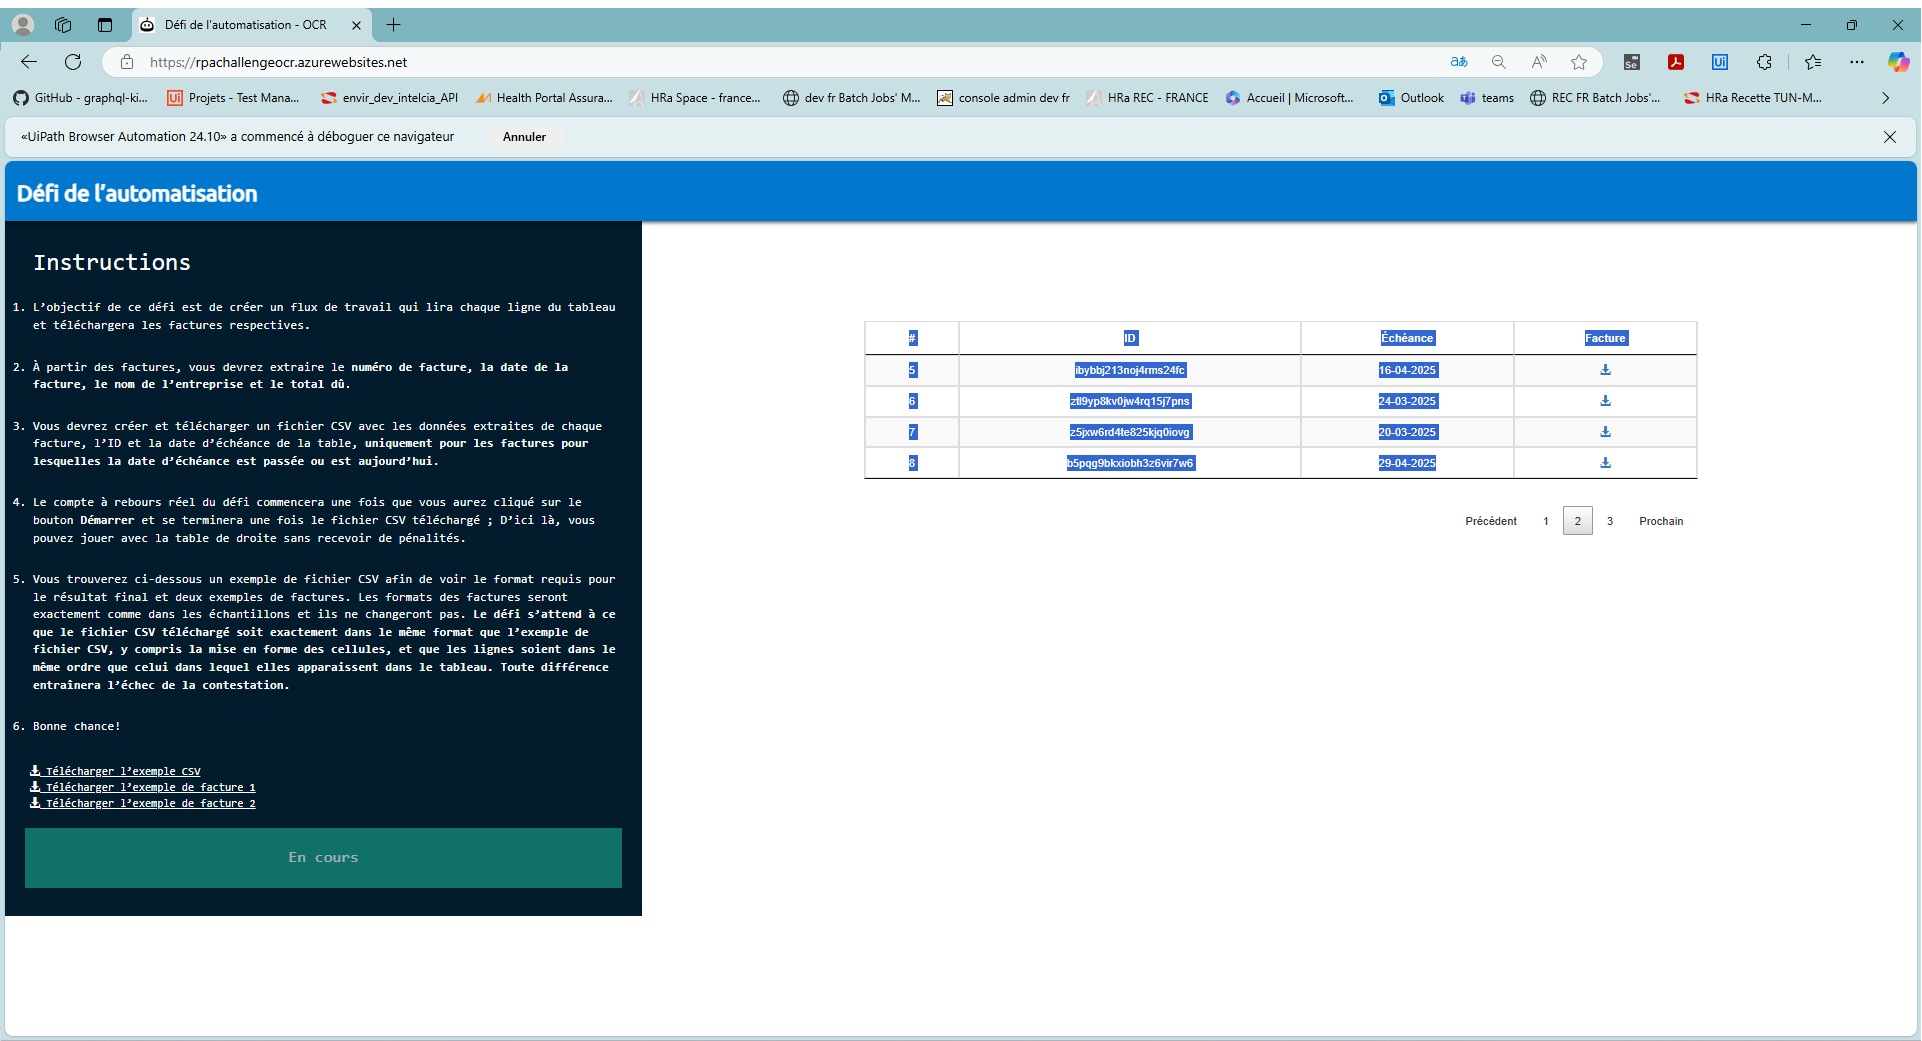 Défi de l'automatisation - OCR
https://rpachallengeocr.azurewebsites.net
GitHub - graphql-ki...
Projets - Test Mana...
envir_dev_intelcia_API
Health Portal Assura...
HRa Space - france...
dev fr Batch Jobs' M...
console admin dev fr
HRa REC - FRANCE
Accueil | Microsoft...
Outlook
teams
REC FR Batch Jobs'...
HRa Recette TUN-M...
«UiPath Browser Automation 24.10» a commencé à déboguer ce navigateur
Annuler
Défi de l’automatisation
Instructions
1. L’objectif de ce défi est de créer un flux de travail qui lira chaque ligne du tableau
et téléchargera les factures respectives.
2. À partir des factures, vous devrez extraire le numéro de facture, la date de la
facture, le nom de l’entreprise et le total dû.
3. Vous devrez créer et télécharger un fichier CSV avec les données extraites de chaque
facture, l’ID et la date d’échéance de la table, uniquement pour les factures pour
lesquelles la date d’échéance est passée ou est aujourd’hui.
4. Le compte à rebours réel du défi commencera une fois que vous aurez cliqué sur le
bouton Démarrer et se terminera une fois le fichier CSV téléchargé ; D’ici là, vous
pouvez jouer avec la table de droite sans recevoir de pénalités.
5. Vous trouverez ci-dessous un exemple de fichier CSV afin de voir le format requis pour
le résultat final et deux exemples de factures. Les formats des factures seront
exactement comme dans les échantillons et ils ne changeront pas. Le défi s’attend à ce
que le fichier CSV téléchargé soit exactement dans le même format que l’exemple de
fichier CSV, y compris la mise en forme des cellules, et que les lignes soient dans le
même ordre que celui dans lequel elles apparaissent dans le tableau. Toute différence
entraînera l’échec de la contestation.
6. Bonne chance!
Télécharger l’exemple CSV
Télécharger l’exemple de facture 1
Télécharger l’exemple de facture 2
En cours
# ID Échéance Facture
5 ibybbj213noj4rms24fc 16-04-2025
6 ztl9yp8kv0jw4rq15j7pns 24-03-2025
7 z5jxw6rd4te825kjq0iovg 20-03-2025
8 b5pqg9bkxiobh3z6vir7w6 29-04-2025
Précédent 1 2 3 Prochain